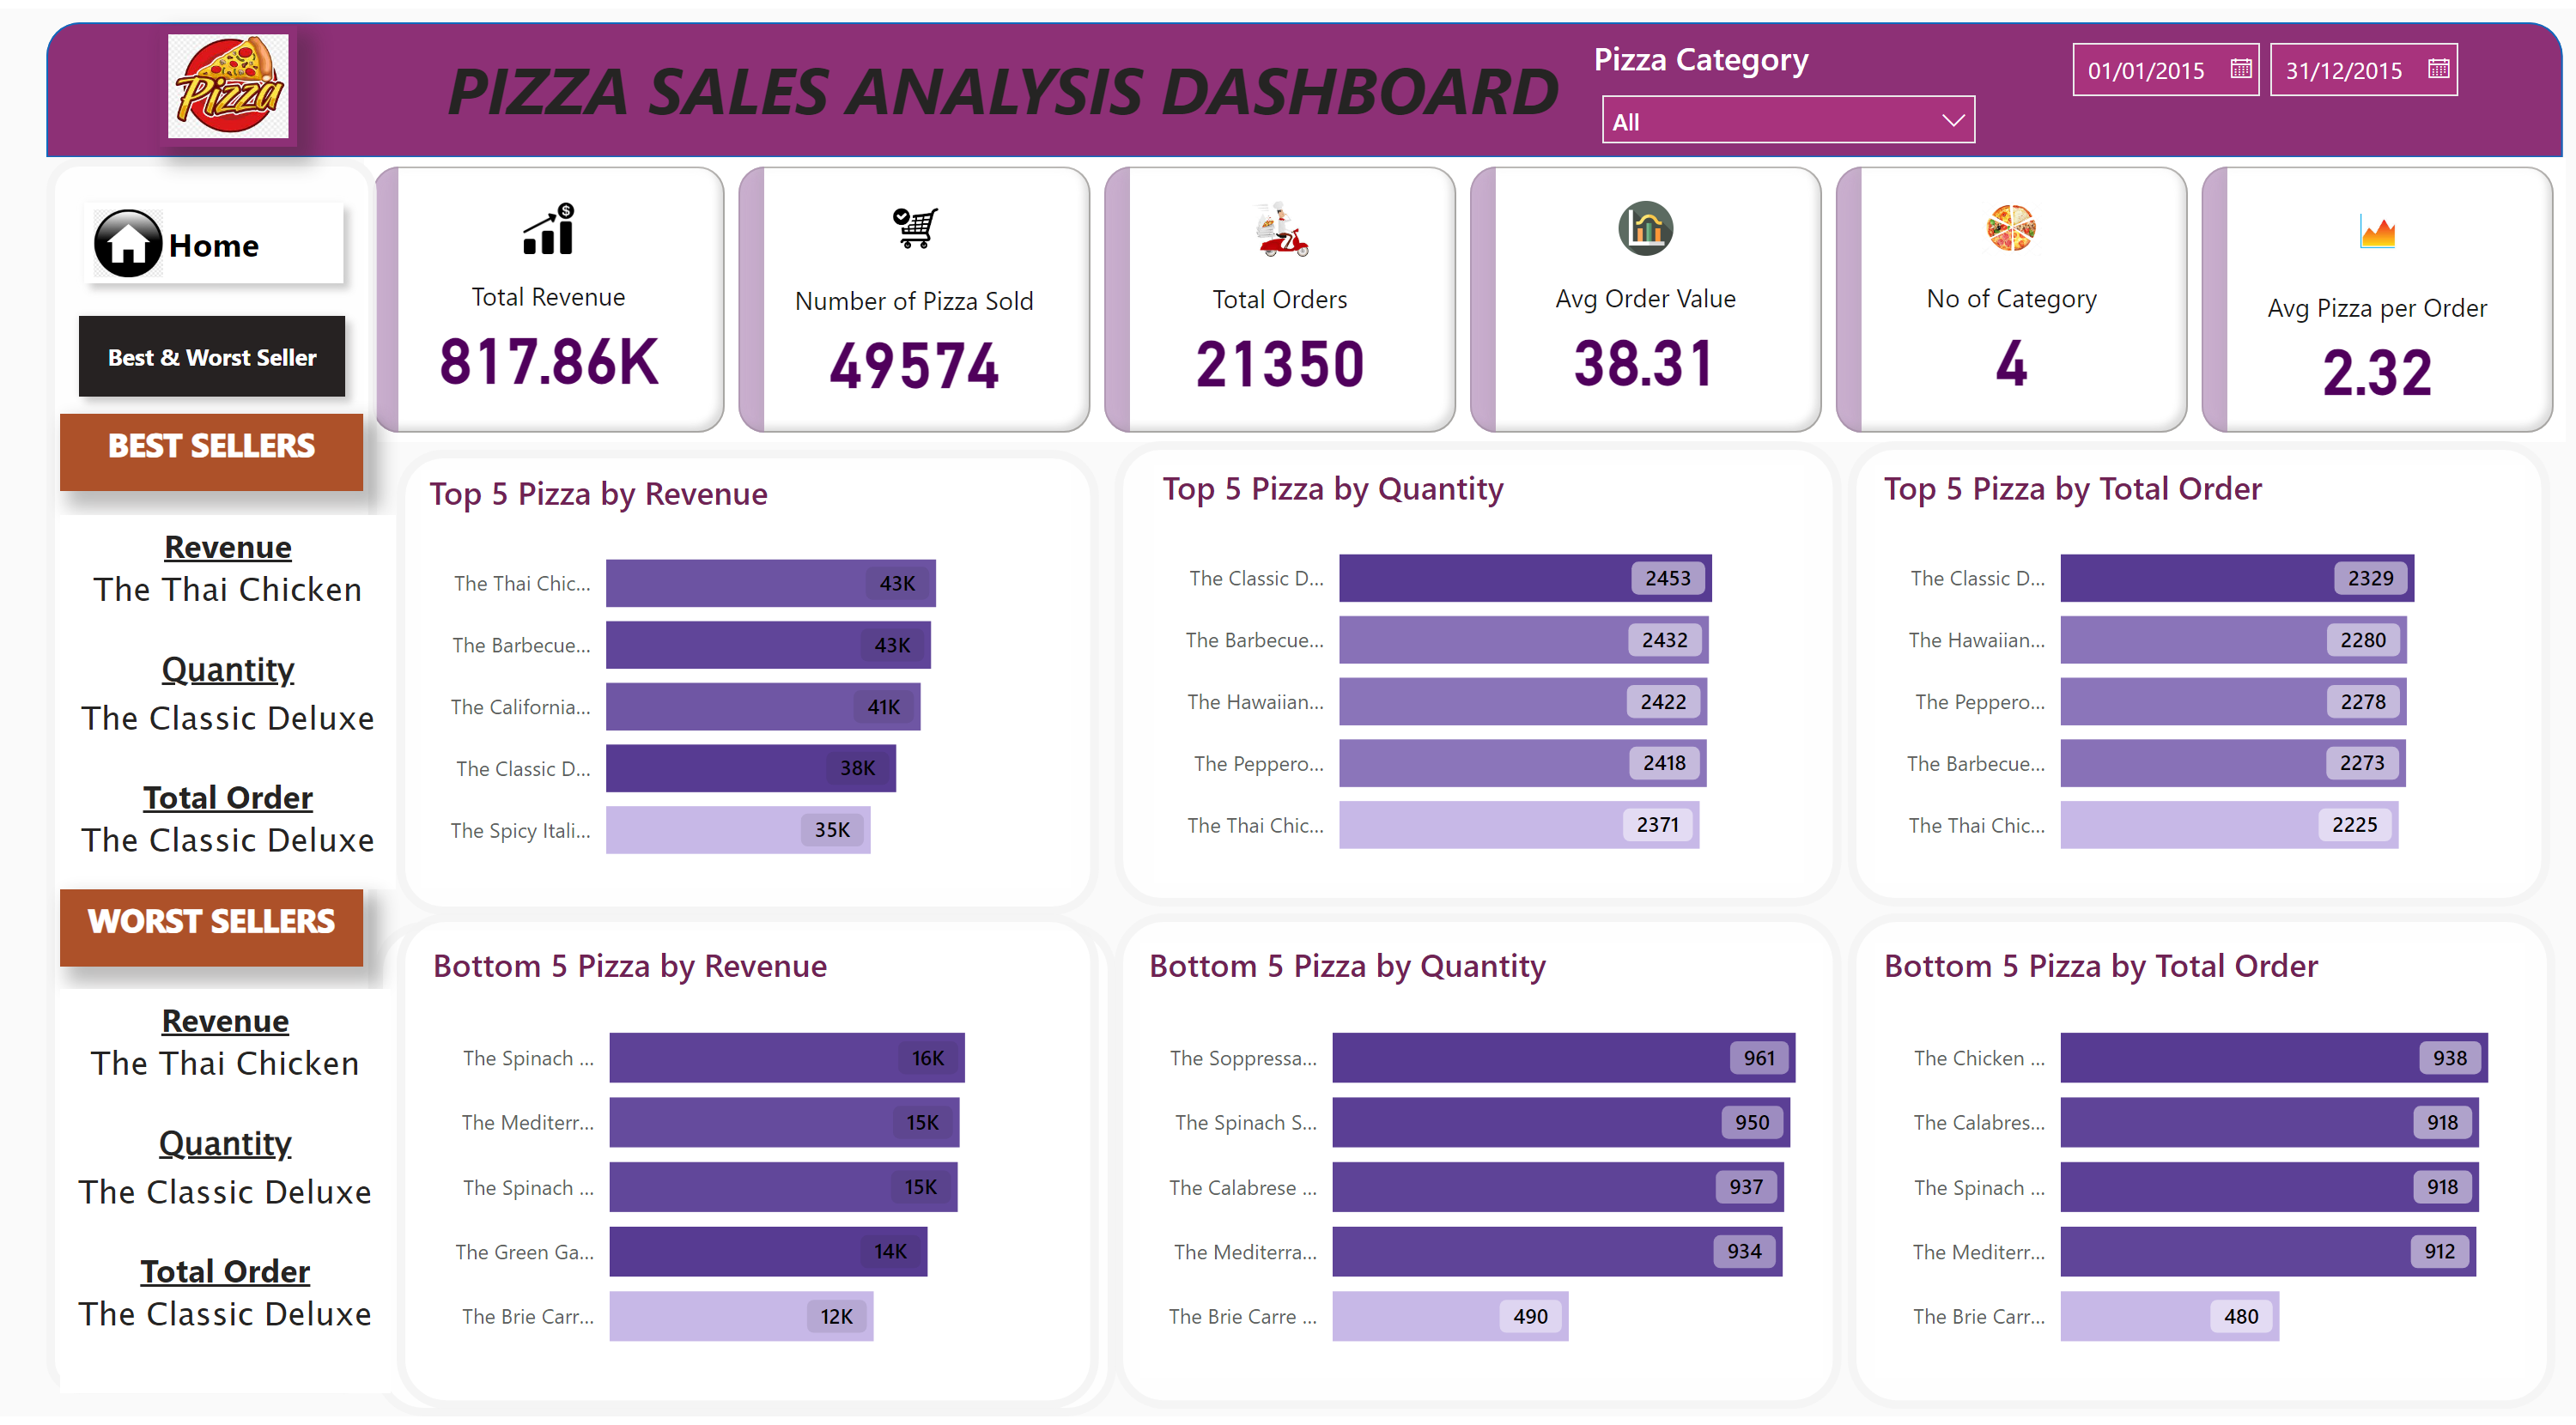 Pizza
PIZZA SALES ANALYSIS DASHBOARD
Pizza Category
All
01/01/2015
31/12/2015
Home
Best & Worst Seller
Total Revenue
817.86K
Number of Pizza Sold
49574
Total Orders
21350
Avg Order Value
38.31
No of Category
4
Avg Pizza per Order
2.32
BEST SELLERS
Revenue
The Thai Chicken
Quantity
The Classic Deluxe
Total Order
The Classic Deluxe
WORST SELLERS
Revenue
The Thai Chicken
Quantity
The Classic Deluxe
Total Order
The Classic Deluxe
Top 5 Pizza by Revenue
The Thai Chic... 43K
The Barbecue... 43K
The California... 41K
The Classic D... 38K
The Spicy Itali... 35K
Top 5 Pizza by Quantity
The Classic D... 2453
The Barbecue... 2432
The Hawaiian... 2422
The Peppero... 2418
The Thai Chic... 2371
Top 5 Pizza by Total Order
The Classic D... 2329
The Hawaiian... 2280
The Peppero... 2278
The Barbecue... 2273
The Thai Chic... 2225
Bottom 5 Pizza by Revenue
The Spinach ... 16K
The Mediterr... 15K
The Spinach ... 15K
The Green Ga... 14K
The Brie Carr... 12K
Bottom 5 Pizza by Quantity
The Soppressa... 961
The Spinach S... 950
The Calabrese ... 937
The Mediterra... 934
The Brie Carre ... 490
Bottom 5 Pizza by Total Order
The Chicken ... 938
The Calabres... 918
The Spinach ... 918
The Mediterr... 912
The Brie Carr... 480